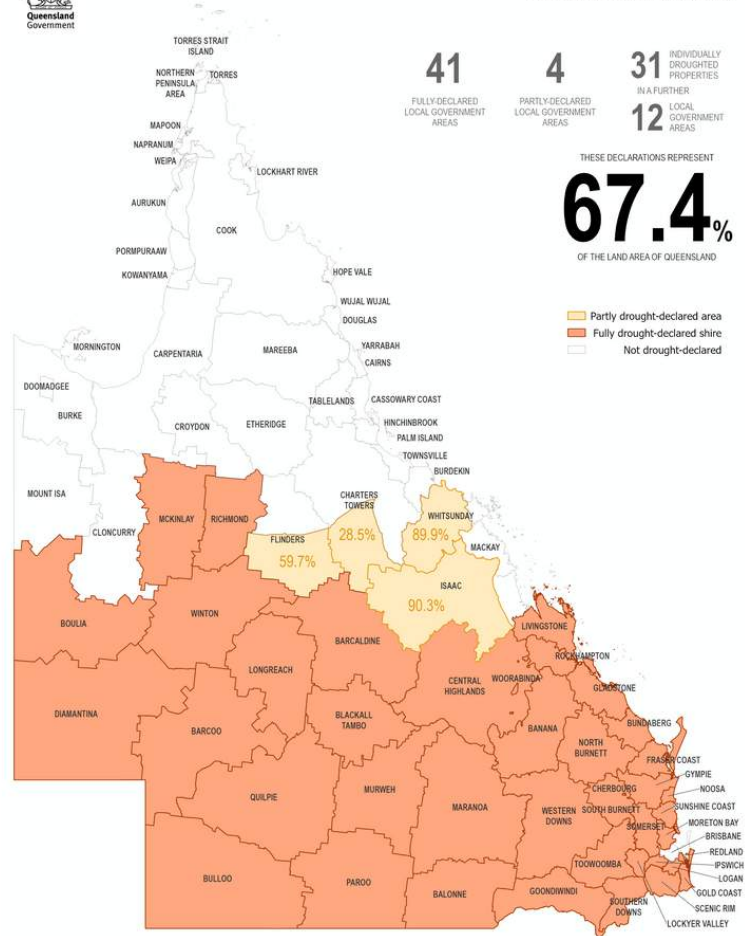 Queensland
Government
41
FULLY-DECLARED
LOCAL GOVERNMENT
AREAS
4
PARTLY-DECLARED
LOCAL GOVERNMENT
AREAS
31
INDIVIDUALLY
DROUGHTED
PROPERTIES
IN A FURTHER
12
LOCAL
GOVERNMENT
AREAS
THESE DECLARATIONS REPRESENT
67.4%
OF THE LAND AREA OF QUEENSLAND
Partly drought-declared area
Fully drought-declared shire
Not drought-declared
TORRES STRAIT
ISLAND
NORTHERN
PENINSULA
AREA
TORRES
MAPOON
NAPRANUM
WEIPA
LOCKHART RIVER
AURUKUN
COOK
PORMPURAAW
KOWANYAMA
HOPE VALE
WUJAL WUJAL
DOUGLAS
MORNINGTON
CARPENTARIA
MAREEBA
YARRABAH
CAIRNS
DOOMADGEE
BURKE
TABLELANDS
CASSOWARY COAST
CROYDON
ETHERIDGE
HINCHINBROOK
PALM ISLAND
TOWNSVILLE
BURDEKIN
MOUNT ISA
CLONCURRY
MCKINLAY
RICHMOND
CHARTERS
TOWERS
28.5%
FLINDERS
59.7%
WHITSUNDAY
89.9%
MACKAY
ISAAC
90.3%
BOULIA
WINTON
BARCALDINE
LIVINGSTONE
ROCKHAMPTON
LONGREACH
CENTRAL
HIGHLANDS
WOORABINDA
GLADSTONE
DIAMANTINA
BARCOO
BLACKALL
TAMBO
BANANA
BUNDABERG
NORTH
BURNETT
FRASER COAST
GYMPIE
QUILPIE
MURWEH
MARANOA
CHERBOURG
NOOSA
WESTERN
DOWNS
SOUTH BURNETT
SUNSHINE COAST
SOMERSET
MORETON BAY
BRISBANE
REDLAND
IPSWICH
LOGAN
GOLD COAST
SCENIC RIM
LOCKYER VALLEY
TOOWOOMBA
BULLOO
PAROO
BALONNE
GOONDIWINDI
SOUTHERN
DOWNS